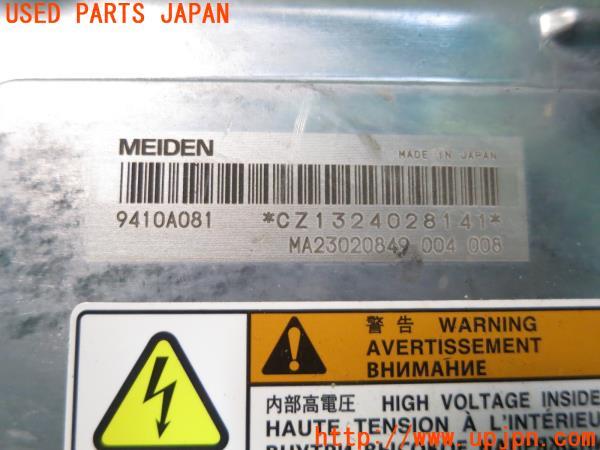 USED PARTS JAPAN
MEIDEN
MADE IN JAPAN
9410A081
*CZ1324028141*
MA23020849 004 008
警告 WARNING
AVERTISSEMENT
ВНИМАНИЕ
内部高電圧 HIGH VOLTAGE INSIDE
HAUTE TENSION À L'INTÉRIEUR
http://www.upjpn.com